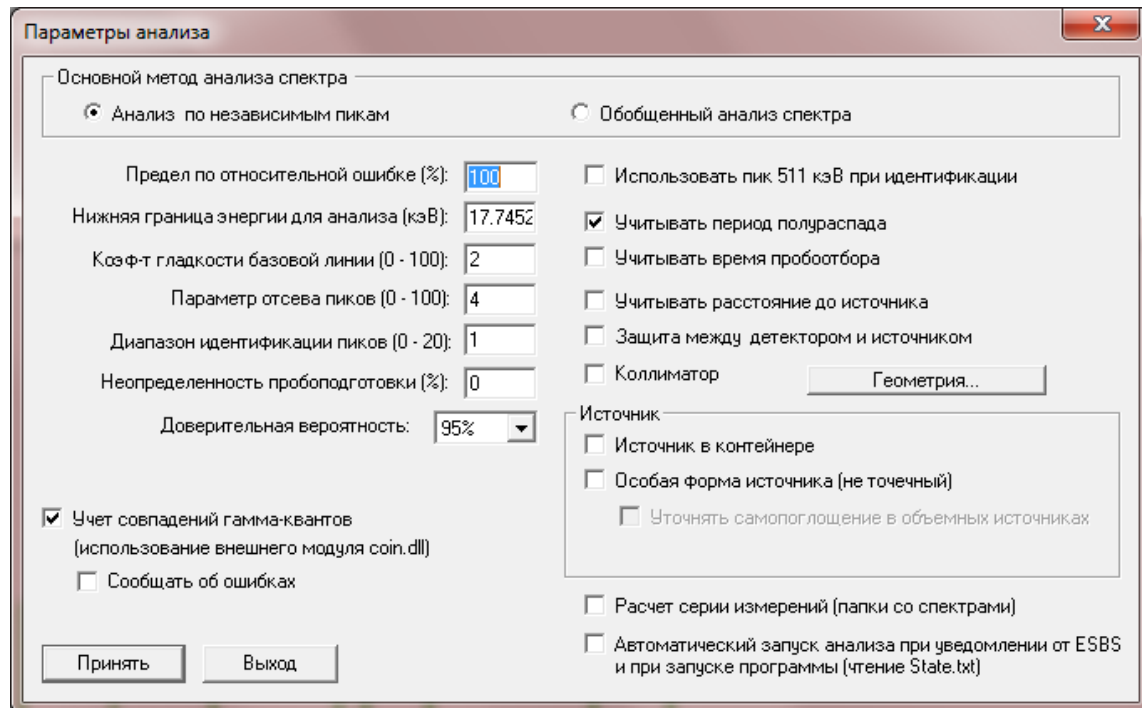 Параметры анализа
Основной метод анализа спектра
Анализ по независимым пикам
Обобщенный анализ спектра
Предел по относительной ошибке (%): 100
Нижняя граница энергии для анализа (кэВ): 17.7452
Коэф-т гладкости базовой линии (0 - 100): 2
Параметр отсева пиков (0 - 100): 4
Диапазон идентификации пиков (0 - 20): 1
Неопределенность пробоподготовки (%): 0
Доверительная вероятность: 95%
Учет совпадений гамма-квантов
(использование внешнего модуля coin.dll)
Сообщать об ошибках
Принять
Выход
Использовать пик 511 кэВ при идентификации
Учитывать период полураспада
Учитывать время пробоотбора
Учитывать расстояние до источника
Защита между детектором и источником
Коллиматор
Геометрия...
Источник
Источник в контейнере
Особая форма источника (не точечный)
Уточнять самопоглощение в объемных источниках
Расчет серии измерений (папки со спектрами)
Автоматический запуск анализа при уведомлении от ESBS
и при запуске программы (чтение State.txt)